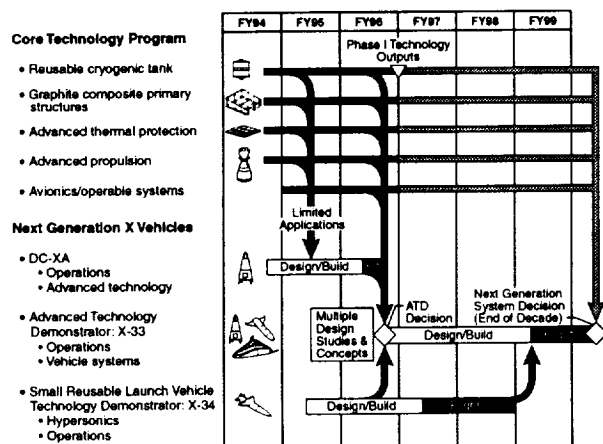 FY94 FY95 FY96 FY97 FY98 FY99
Core Technology Program
Phase I Technology
Outputs
• Reusable cryogenic tank
• Graphite composite primary
structures
• Advanced thermal protection
• Advanced propulsion
• Avionics/operable systems
Limited
Applications
Next Generation X Vehicles
• DC-XA
• Operations
• Advanced technology
Design/Build
• Advanced Technology
Demonstrator: X-33
• Operations
• Vehicle systems
Multiple
Design
Studies &
Concepts
ATD
Decision
Next Generation
System Decision
(End of Decade)
Design/Build
• Small Reusable Launch Vehicle
Technology Demonstrator: X-34
• Hypersonics
• Operations
Design/Build